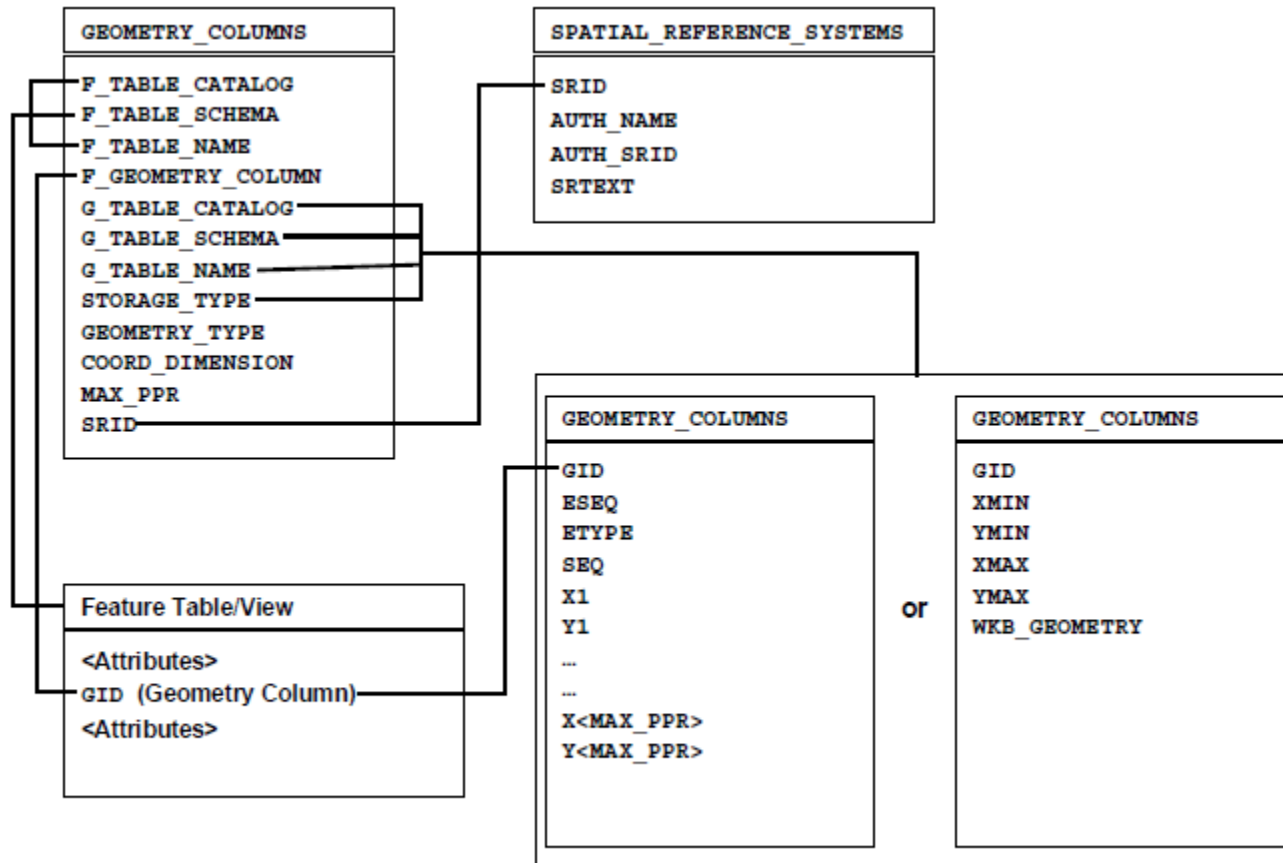 GEOMETRY_COLUMNS
F_TABLE_CATALOG
F_TABLE_SCHEMA
F_TABLE_NAME
F_GEOMETRY_COLUMN
G_TABLE_CATALOG
G_TABLE_SCHEMA
G_TABLE_NAME
STORAGE_TYPE
GEOMETRY_TYPE
COORD_DIMENSION
MAX_PPR
SRID
SPATIAL_REFERENCE_SYSTEMS
SRID
AUTH_NAME
AUTH_SRID
SRTEXT
Feature Table/View
<Attributes>
GID (Geometry Column)
<Attributes>
GEOMETRY_COLUMNS
GID
ESEQ
ETYPE
SEQ
X1
Y1
…
…
X<MAX_PPR>
Y<MAX_PPR>
or
GEOMETRY_COLUMNS
GID
XMIN
YMIN
XMAX
YMAX
WKB_GEOMETRY